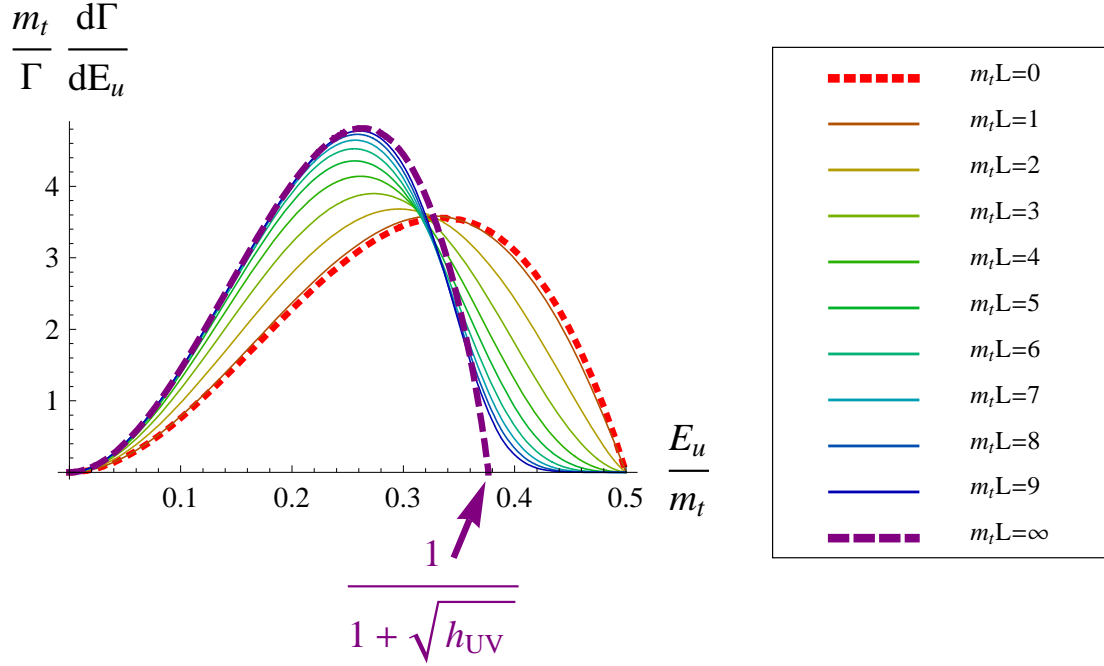 m_t dΓ
Γ dE_u
m_tL=0
m_tL=1
m_tL=2
m_tL=3
m_tL=4
m_tL=5
m_tL=6
m_tL=7
m_tL=8
m_tL=9
m_tL=∞
4
3
2
1
0.1 0.2 0.3 0.4 0.5
E_u
m_t
1
1 + √h_UV